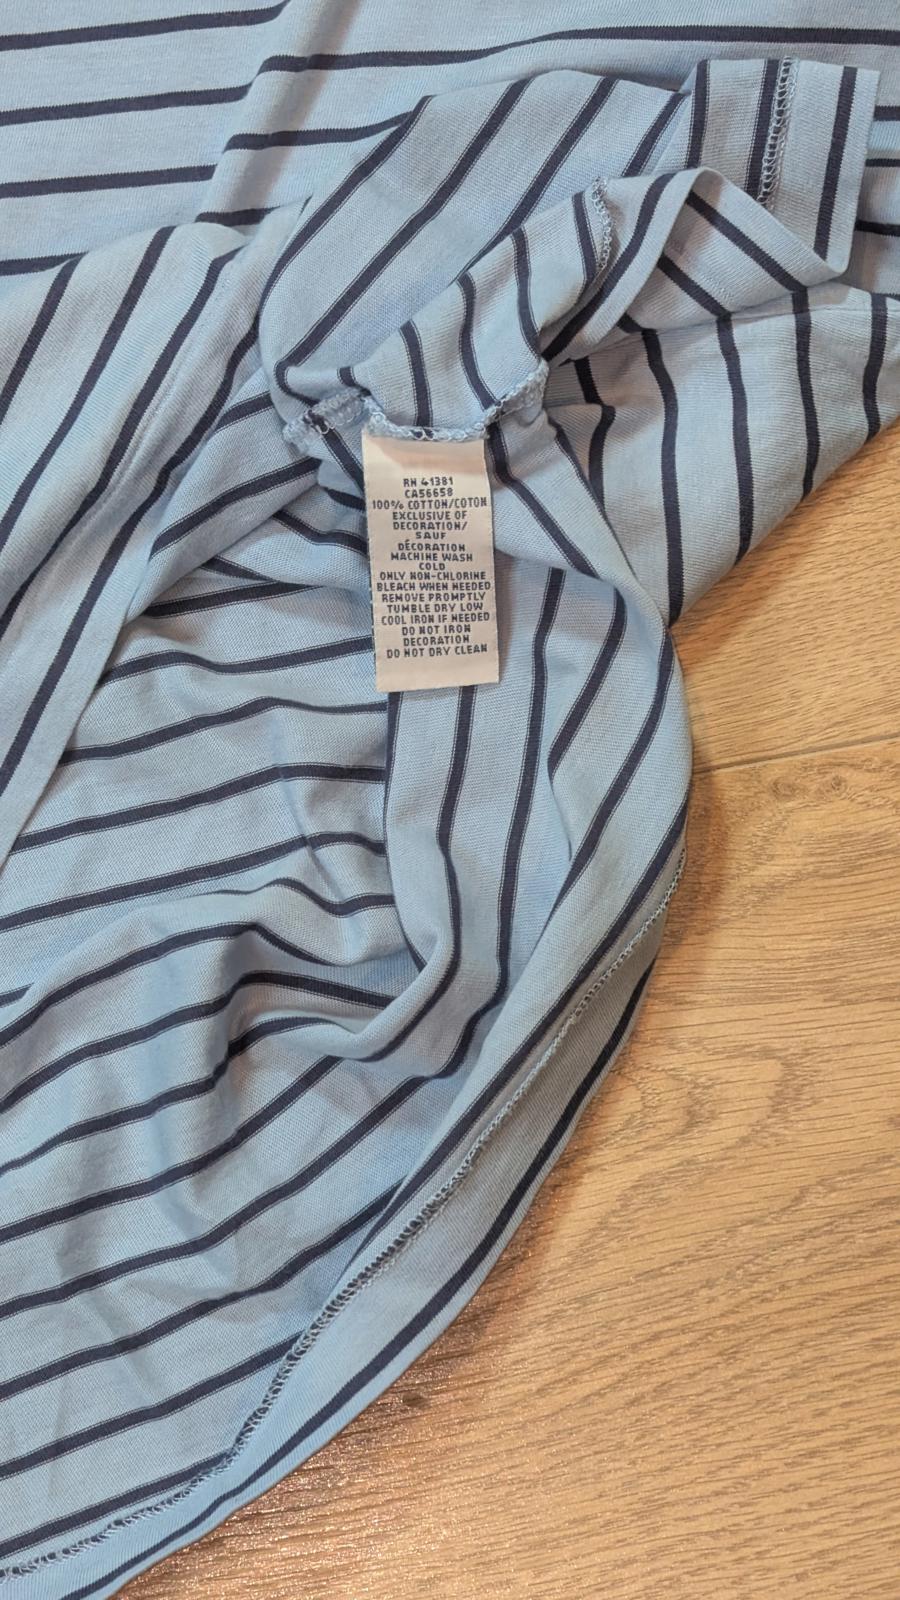 RN 41381
CA56658
100% COTTON/COTON
EXCLUSIVE OF
DECORATION/
SAUF
DÉCORATION
MACHINE WASH
COLD
ONLY NON-CHLORINE
BLEACH WHEN NEEDED
REMOVE PROMPTLY
TUMBLE DRY LOW
COOL IRON IF NEEDED
DO NOT IRON
DECORATION
DO NOT DRY CLEAN